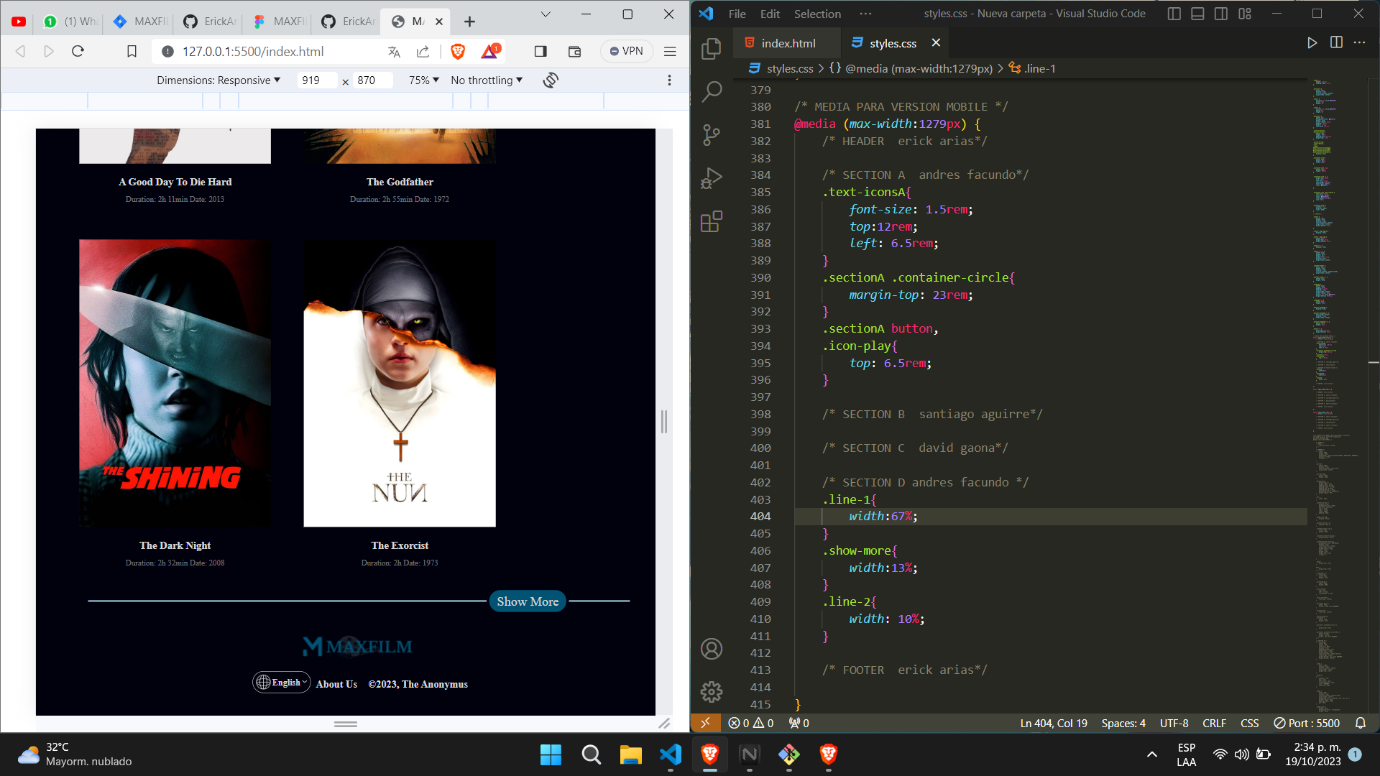 (1) Wh
MAXFI
ErickAr
MAXFI
ErickAr
MA
127.0.0.1:5500/index.html
VPN
Dimensions: Responsive
919 x 870
75%
No throttling
A Good Day To Die Hard
Duration: 2h 11min Date: 2013
The Godfather
Duration: 2h 55min Date: 1972
THE SHINING
THE NUN
The Dark Night
Duration: 2h 32min Date: 2008
The Exorcist
Duration: 2h Date: 1973
Show More
MAXFILM
English
About Us
©2023, The Anonymus
File Edit Selection ···
styles.css - Nueva carpeta - Visual Studio Code
index.html
styles.css
styles.css > {} @media (max-width:1279px) > .line-1
379
380 /* MEDIA PARA VERSION MOBILE */
381 @media (max-width:1279px) {
382 /* HEADER  erick arias*/
383
384 /* SECTION A  andres facundo*/
385 .text-iconsA{
386 font-size: 1.5rem;
387 top:12rem;
388 left: 6.5rem;
389 }
390 .sectionA .container-circle{
391 margin-top: 23rem;
392 }
393 .sectionA button,
394 .icon-play{
395 top: 6.5rem;
396 }
397
398 /* SECTION B  santiago aguirre*/
399
400 /* SECTION C  david gaona*/
401
402 /* SECTION D andres facundo */
403 .line-1{
404 width:67%;
405 }
406 .show-more{
407 width:13%;
408 }
409 .line-2{
410 width: 10%;
411 }
412
413 /* FOOTER  erick arias*/
414
415 }
0 0 0
Ln 404, Col 19
Spaces: 4
UTF-8
CRLF
CSS
Port : 5500
32°C
Mayorm. nublado
ESP
LAA
2:34 p. m.
19/10/2023
1